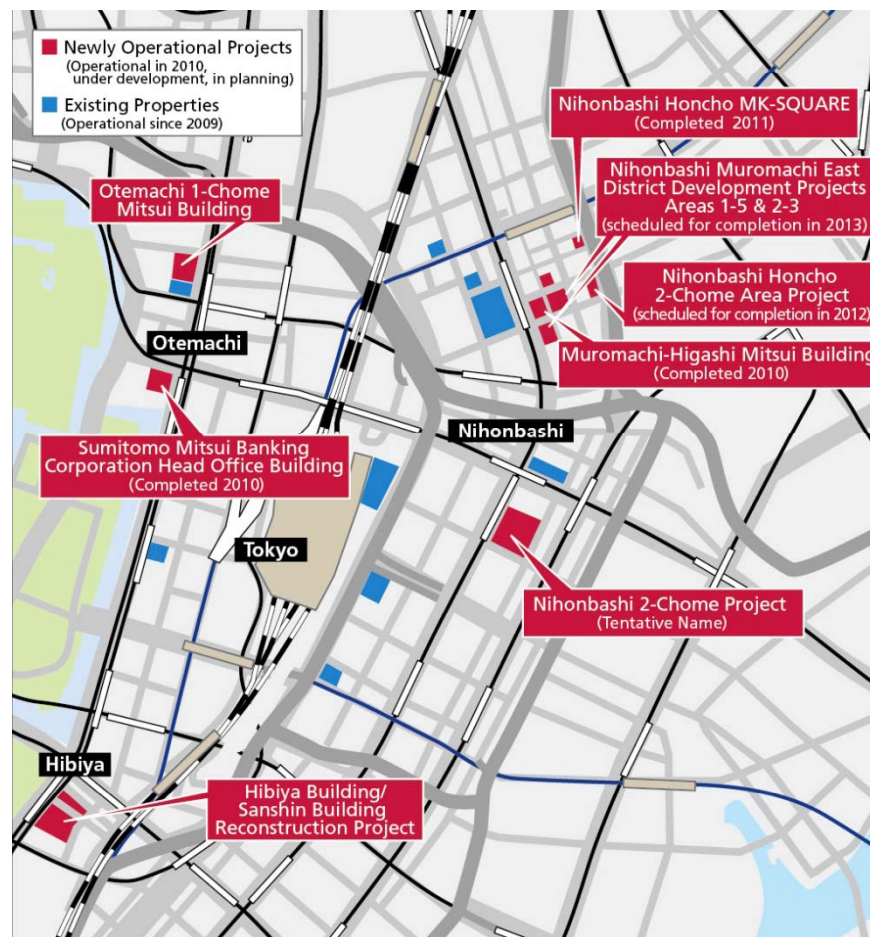 Newly Operational Projects
(Operational in 2010,
under development, in planning)
Existing Properties
(Operational since 2009)
Nihonbashi Honcho MK-SQUARE
(Completed 2011)
Nihonbashi Muromachi East
District Development Projects
Areas 1-5 & 2-3
(scheduled for completion in 2013)
Otemachi 1-Chome
Mitsui Building
Nihonbashi Honcho
2-Chome Area Project
(scheduled for completion in 2012)
Otemachi
Muromachi-Higashi Mitsui Building
(Completed 2010)
Nihonbashi
Sumitomo Mitsui Banking
Corporation Head Office Building
(Completed 2010)
Tokyo
Nihonbashi 2-Chome Project
(Tentative Name)
Hibiya
Hibiya Building/
Sanshin Building
Reconstruction Project